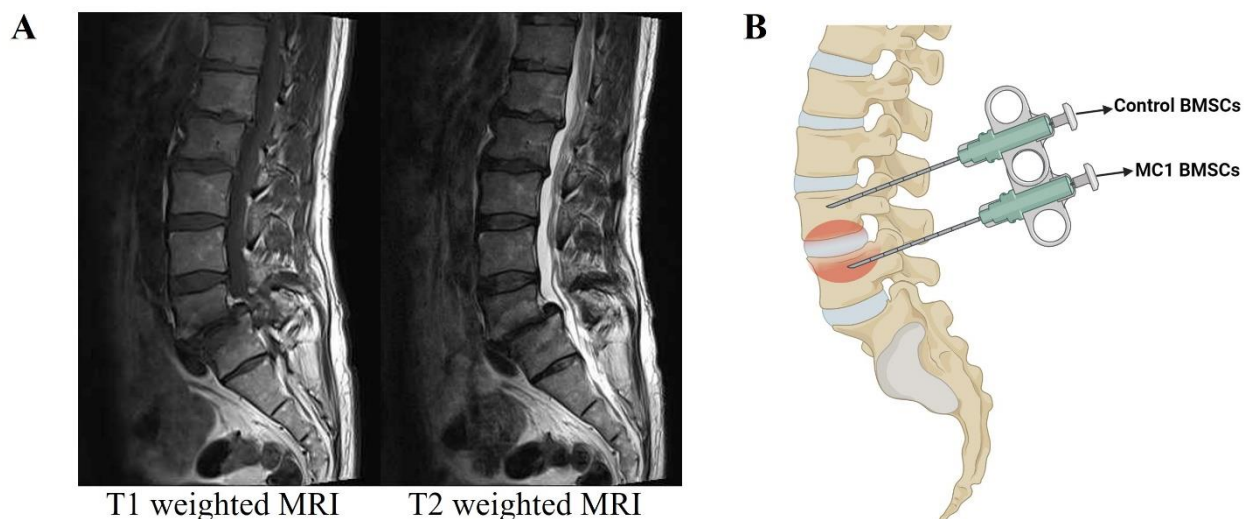 A
B
Control BMSCs
MC1 BMSCs
T1 weighted MRI
T2 weighted MRI